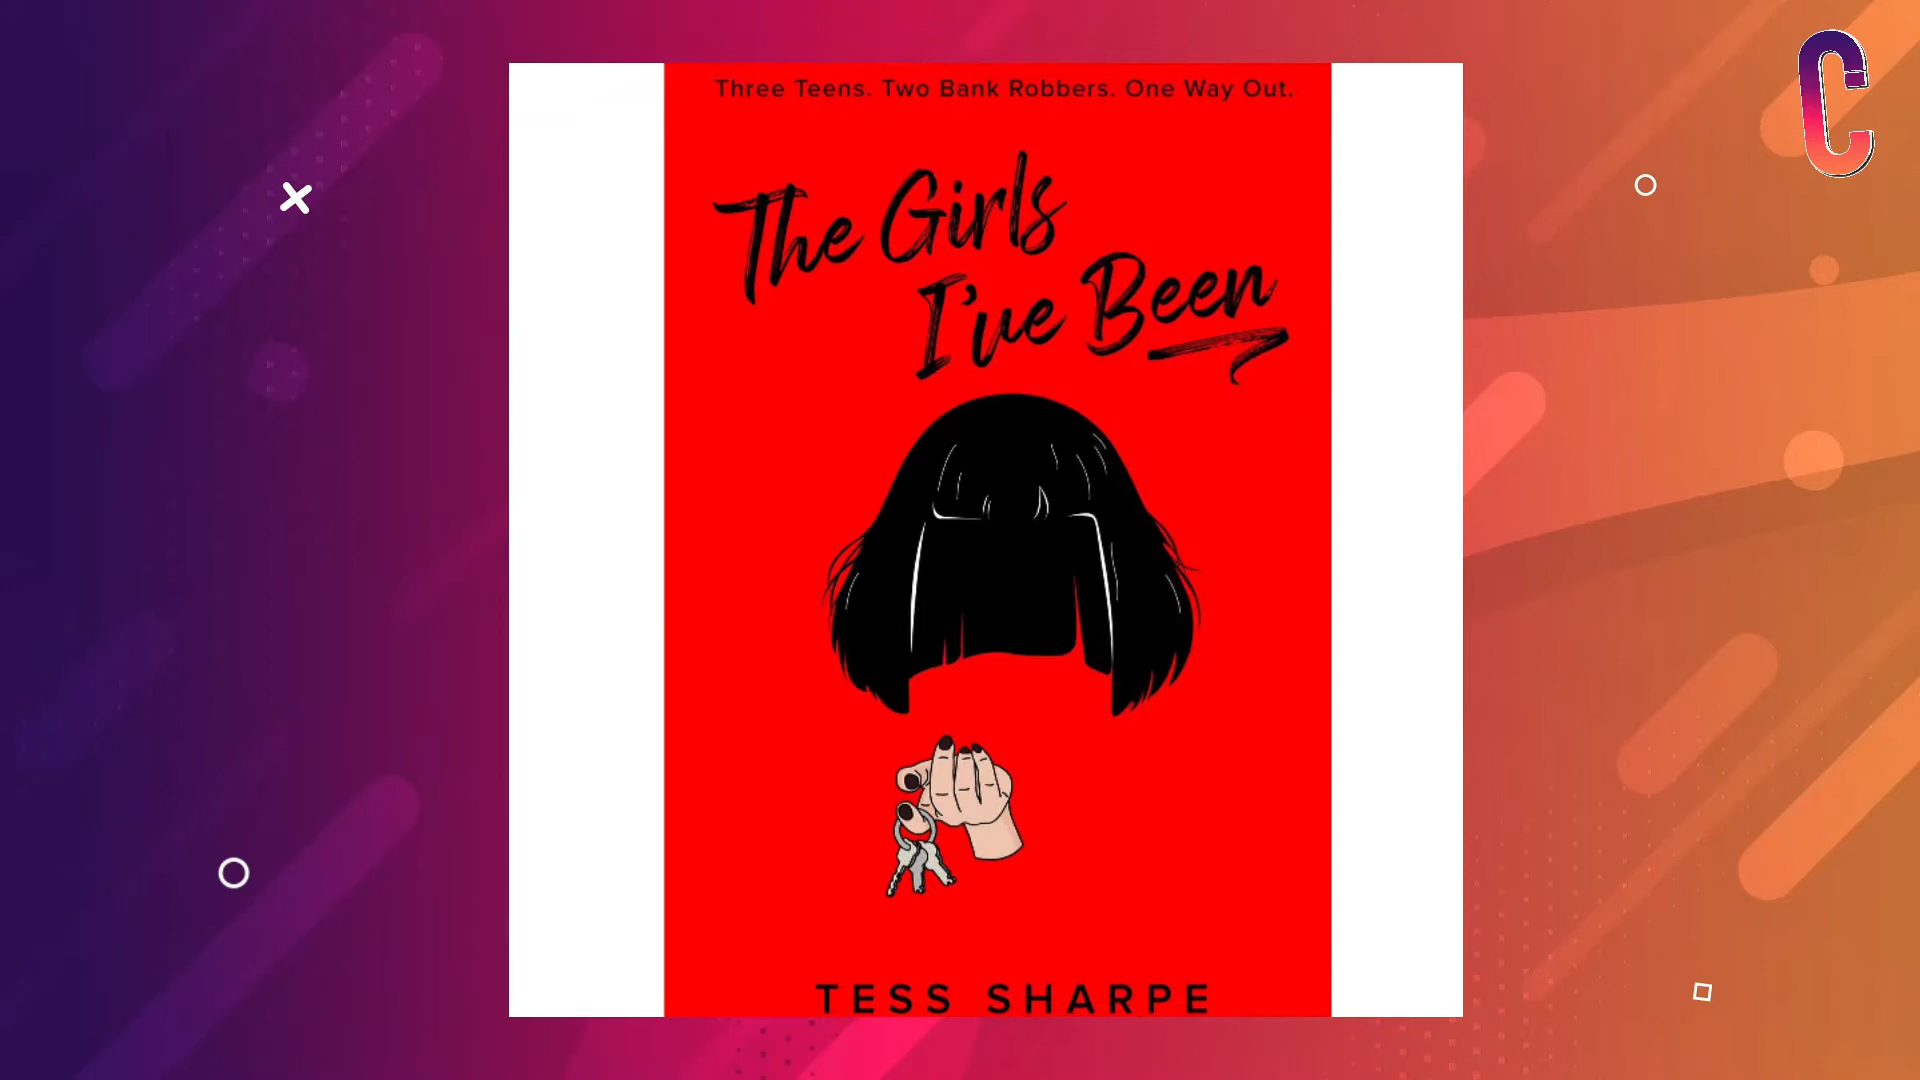 Three Teens. Two Bank Robbers. One Way Out.
The Girls
I've Been
TESS SHARPE
C